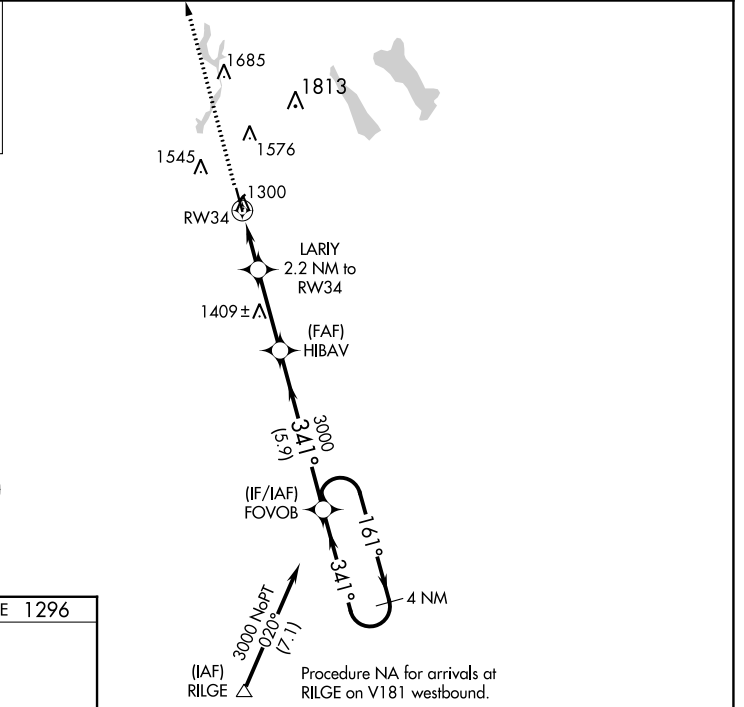 1685
1813
1576
1545
1300
RW34
LARIY
2.2 NM to
RW34
1409±
(FAF)
HIBAV
3000
341°
(5.9)
(IF/IAF)
FOVOB
161°
341°
4 NM
E 1296
3000 NoPT
020°
(7.1)
(IAF)
RILGE
Procedure NA for arrivals at
RILGE on V181 westbound.